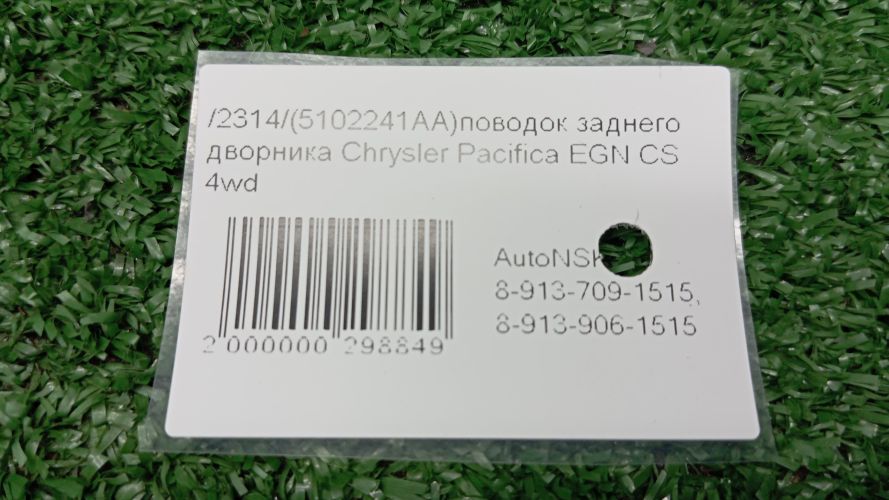 /2314/(5102241AA)поводок заднего
дворника Chrysler Pacifica EGN CS
4wd
8-913-709-1515,
8-913-906-1515
2 000000 298849